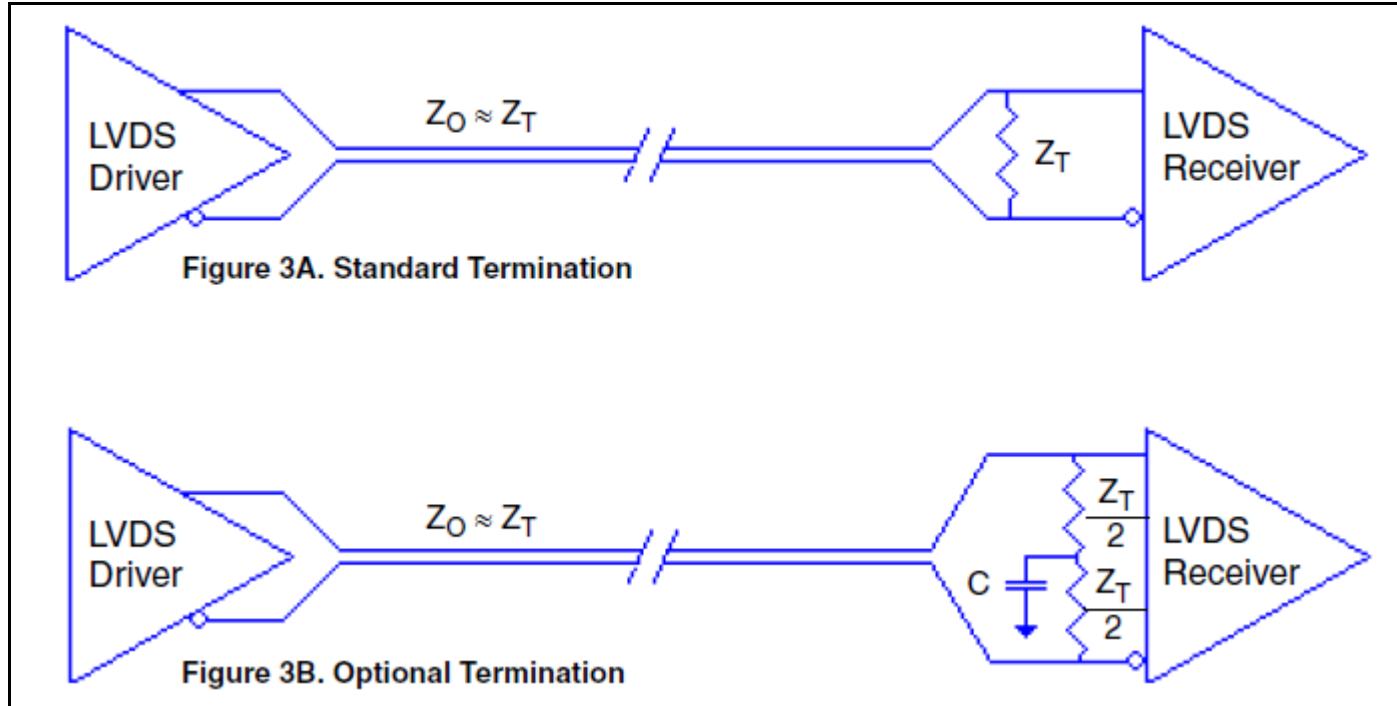 LVDS
Driver
Z_O ≈ Z_T
Z_T
LVDS
Receiver
Figure 3A. Standard Termination
LVDS
Driver
Z_O ≈ Z_T
C
Z_T
2
Z_T
2
LVDS
Receiver
Figure 3B. Optional Termination